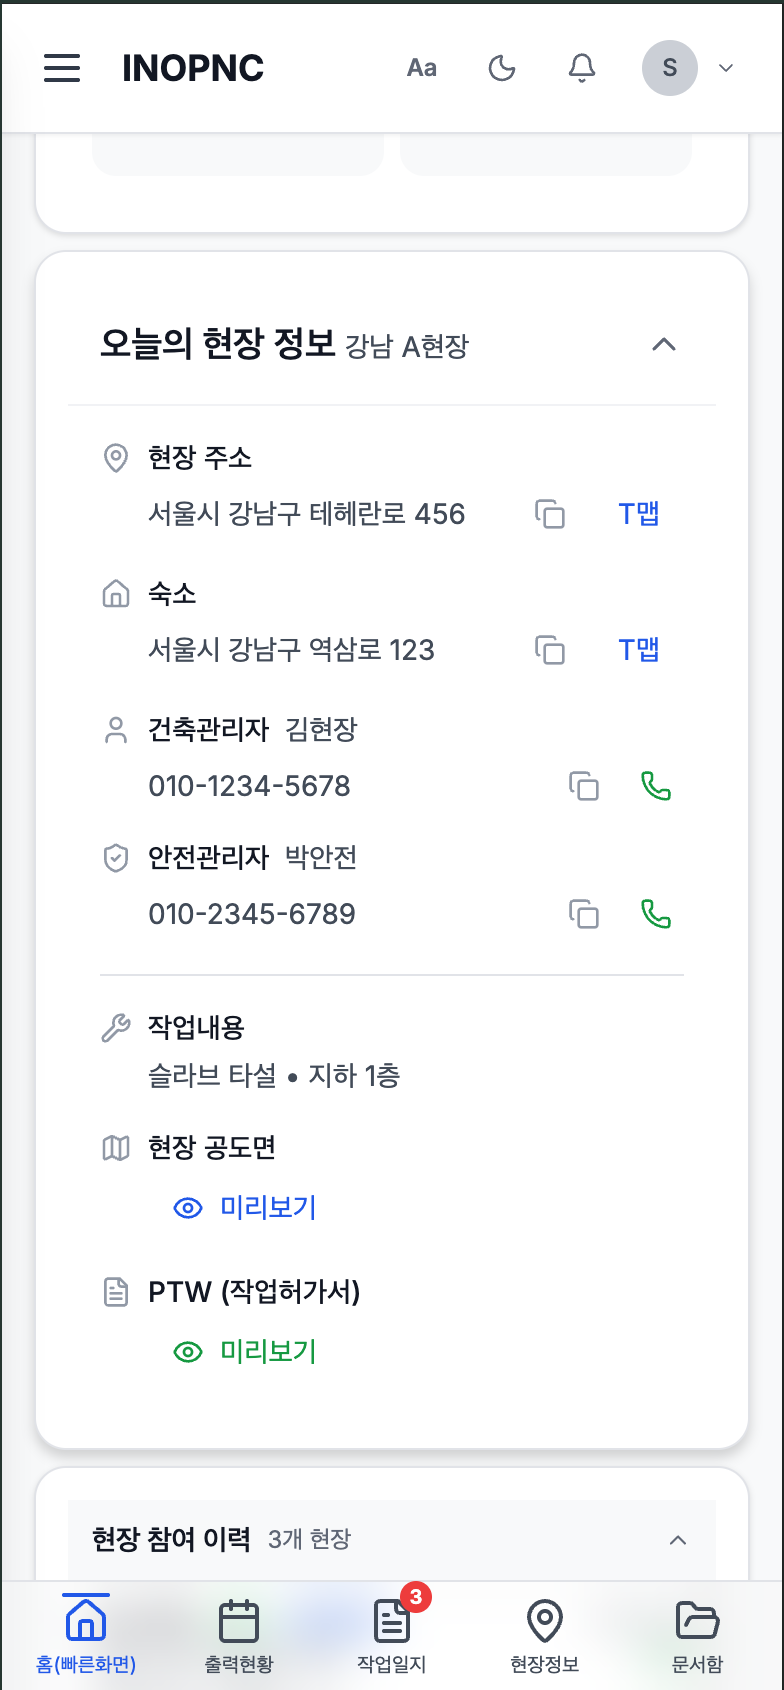 INOPNC Aa S
오늘의 현장 정보 강남 A현장
현장 주소
서울시 강남구 테헤란로 456 T맵
숙소
서울시 강남구 역삼로 123 T맵
건축관리자 김현장
010-1234-5678
안전관리자 박안전
010-2345-6789
작업내용
슬라브 타설 • 지하 1층
현장 공도면
미리보기
PTW (작업허가서)
미리보기
현장 참여 이력 3개 현장
3
홈(빠른화면) 출력현황 작업일지 현장정보 문서함